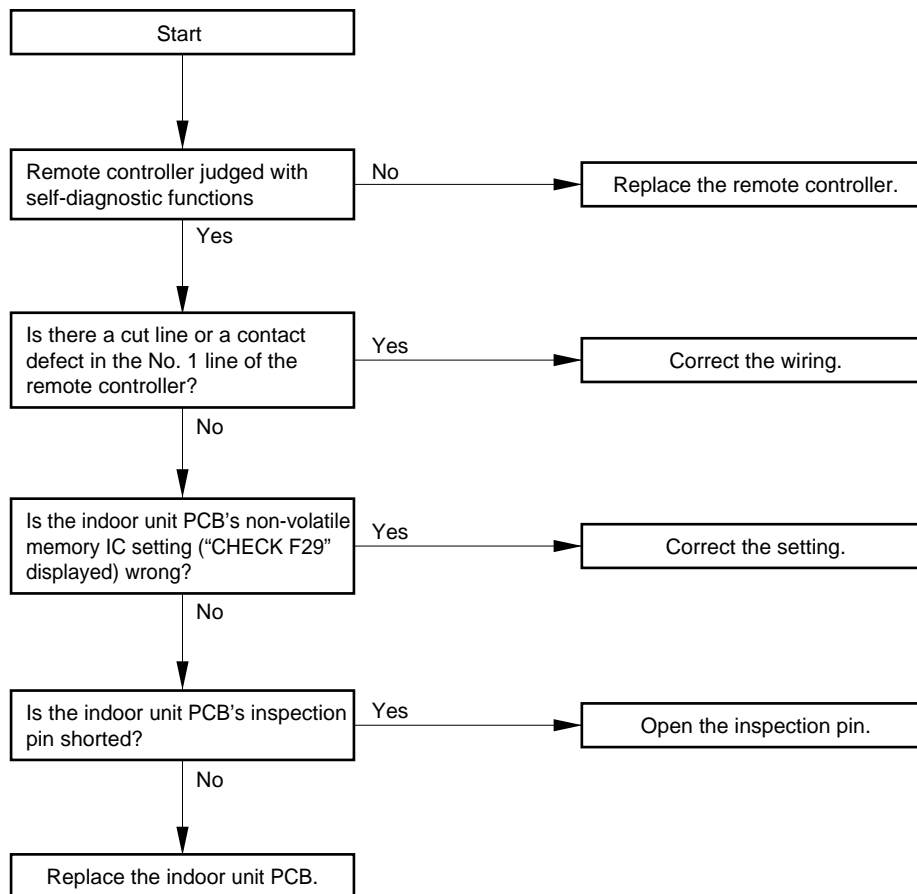 Start
Remote controller judged with
self-diagnostic functions
No
Replace the remote controller.
Yes
Is there a cut line or a contact
defect in the No. 1 line of the
remote controller?
Yes
Correct the wiring.
No
Is the indoor unit PCB’s non-volatile
memory IC setting (“CHECK F29”
displayed) wrong?
Yes
Correct the setting.
No
Is the indoor unit PCB’s inspection
pin shorted?
Yes
Open the inspection pin.
No
Replace the indoor unit PCB.